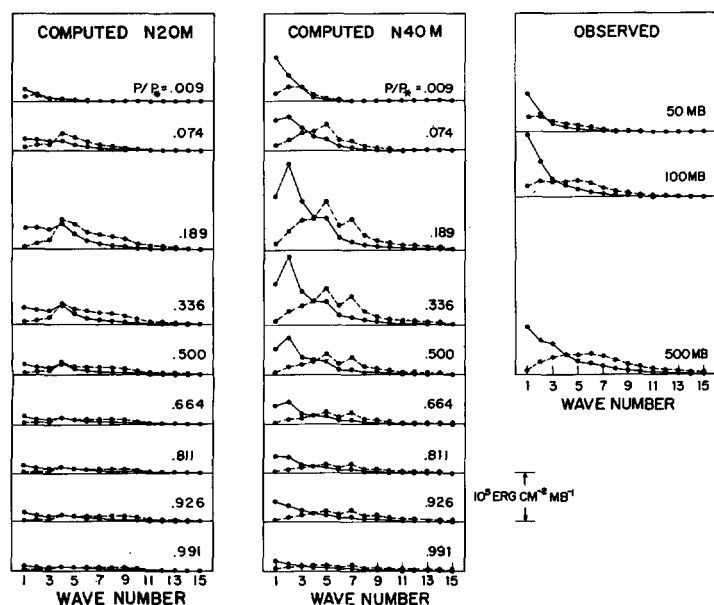 COMPUTED N20M
P/P* = .009
.074
.189
.336
.500
.664
.811
.926
.991
1 3 5 7 9 11 13 15
WAVE NUMBER
COMPUTED N40M
P/P* = .009
.074
.189
.336
.500
.664
.811
.926
.991
1 3 5 7 9 11 13 15
WAVE NUMBER
OBSERVED
50 MB
100MB
500MB
1 3 5 7 9 11 13 15
WAVE NUMBER
10⁵ ERG CM⁻² MB⁻¹